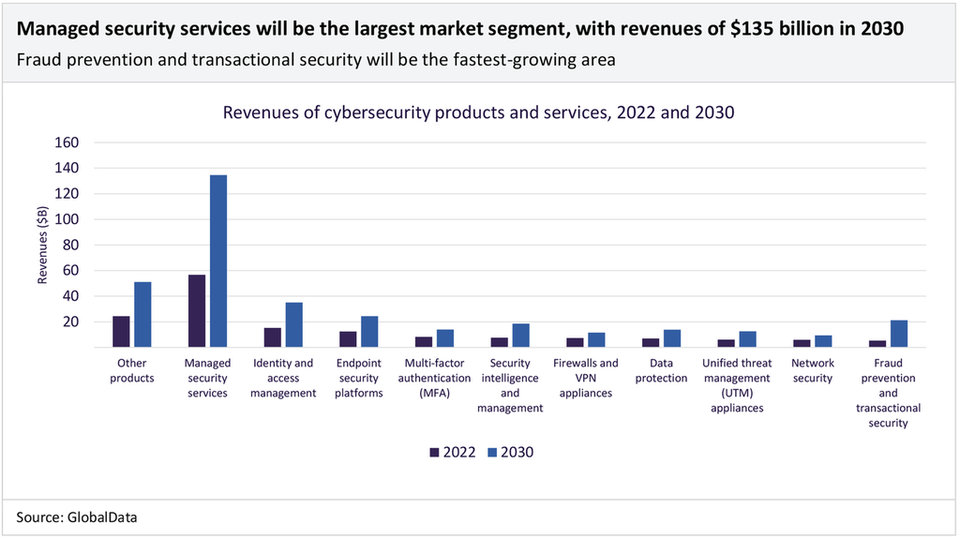 Managed security services will be the largest market segment, with revenues of $135 billion in 2030
Fraud prevention and transactional security will be the fastest-growing area
Revenues of cybersecurity products and services, 2022 and 2030
Revenues ($B)
160
140
120
100
80
60
40
20
Other
products
Managed
security
services
Identity and
access
management
Endpoint
security
platforms
Multi-factor
authentication
(MFA)
Security
intelligence
and
management
Firewalls and
VPN
appliances
Data
protection
Unified threat
management
(UTM)
appliances
Network
security
Fraud
prevention
and
transactional
security
2022 2030
Source: GlobalData